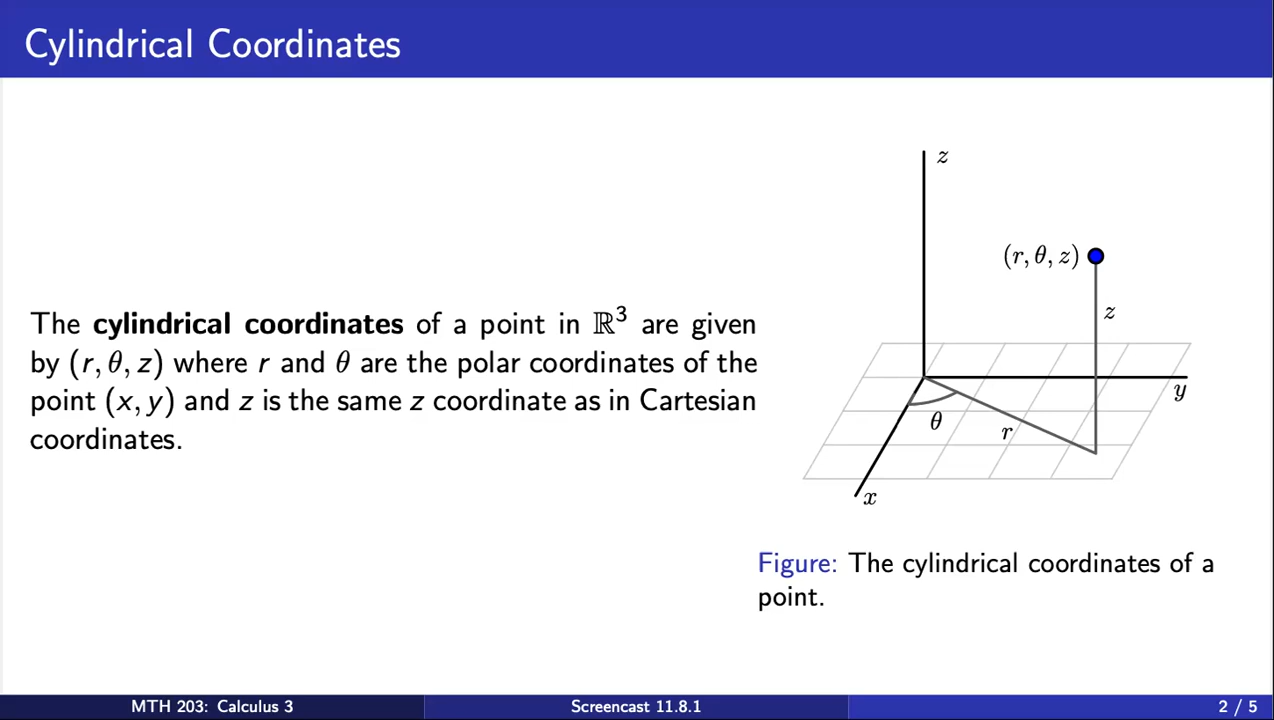 Cylindrical Coordinates
The cylindrical coordinates of a point in ℝ³ are given
by (r, θ, z) where r and θ are the polar coordinates of the
point (x, y) and z is the same z coordinate as in Cartesian
coordinates.
z
(r, θ, z)
z
y
θ
r
x
Figure: The cylindrical coordinates of a
point.
MTH 203: Calculus 3
Screencast 11.8.1
2 / 5